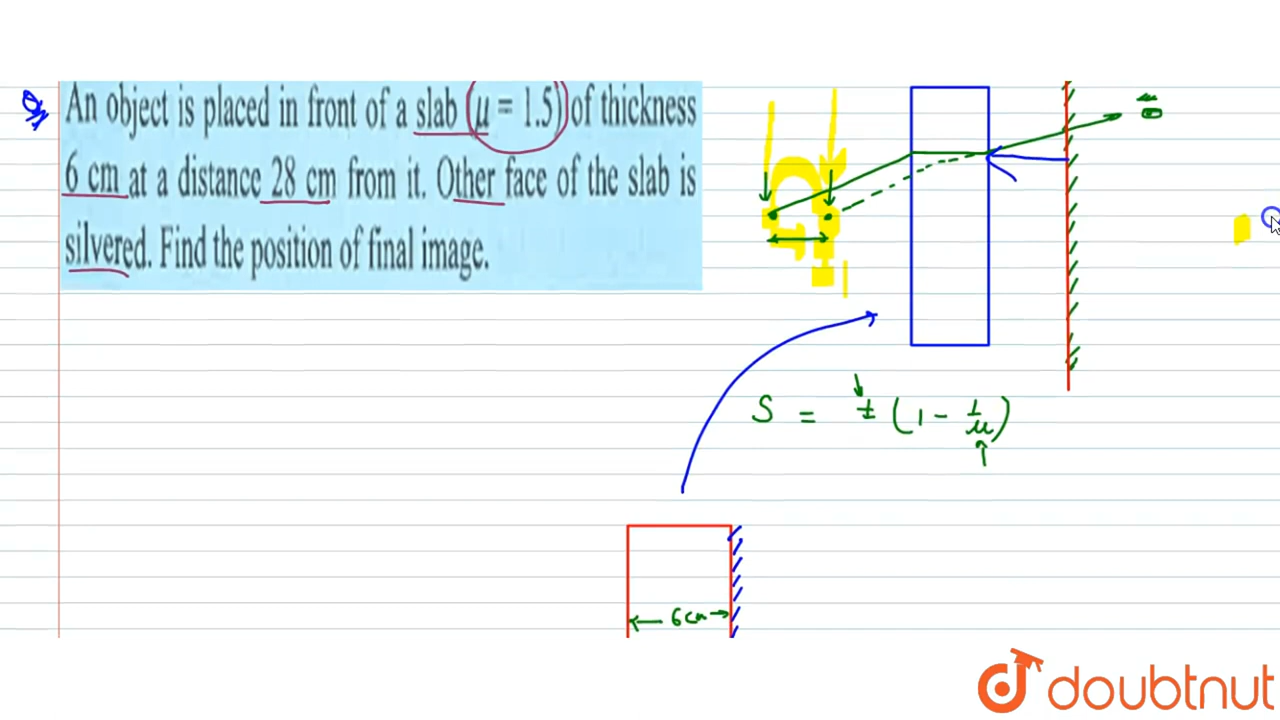 An object is placed in front of a slab (μ = 1.5) of thickness
6 cm at a distance 28 cm from it. Other face of the slab is
silvered. Find the position of final image.
S = t (1 - 1/μ)
6cm
doubtnut